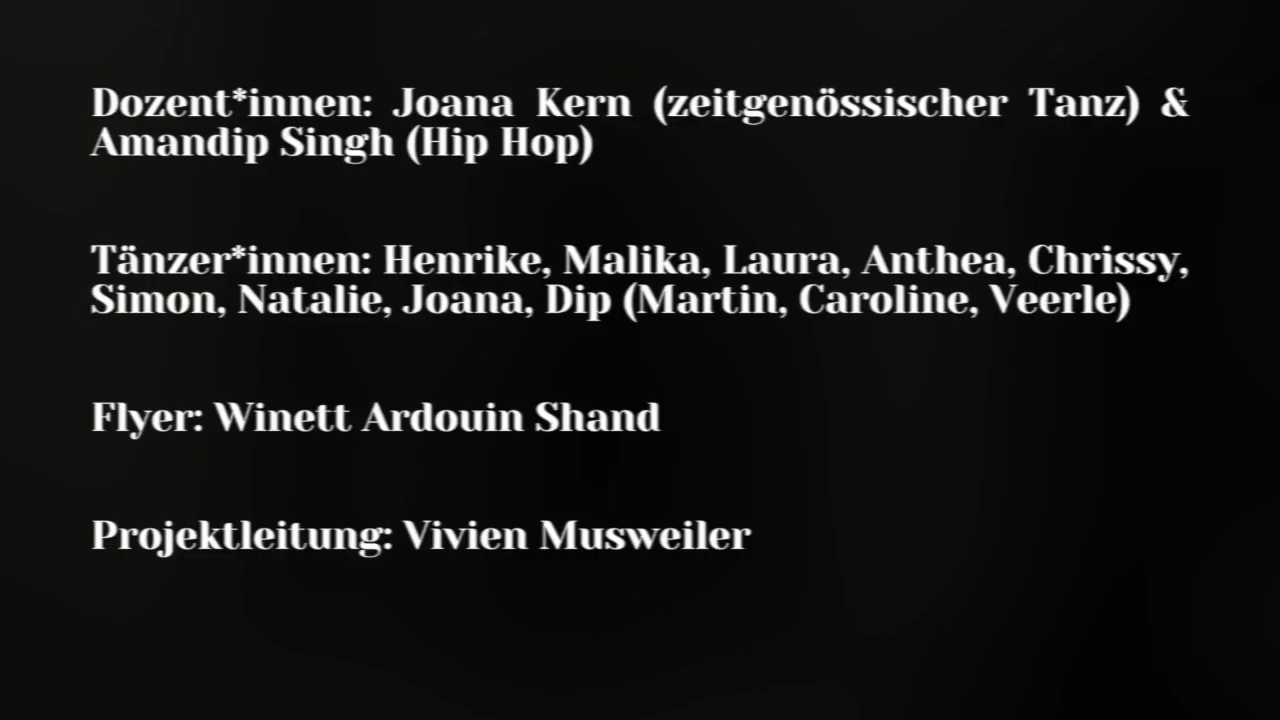 Dozent*innen: Joana Kern (zeitgenössischer Tanz) &
Amandip Singh (Hip Hop)
Tänzer*innen: Henrike, Malika, Laura, Anthea, Chrissy,
Simon, Natalie, Joana, Dip (Martin, Caroline, Veerle)
Flyer: Winett Ardouin Shand
Projektleitung: Vivien Musweiler